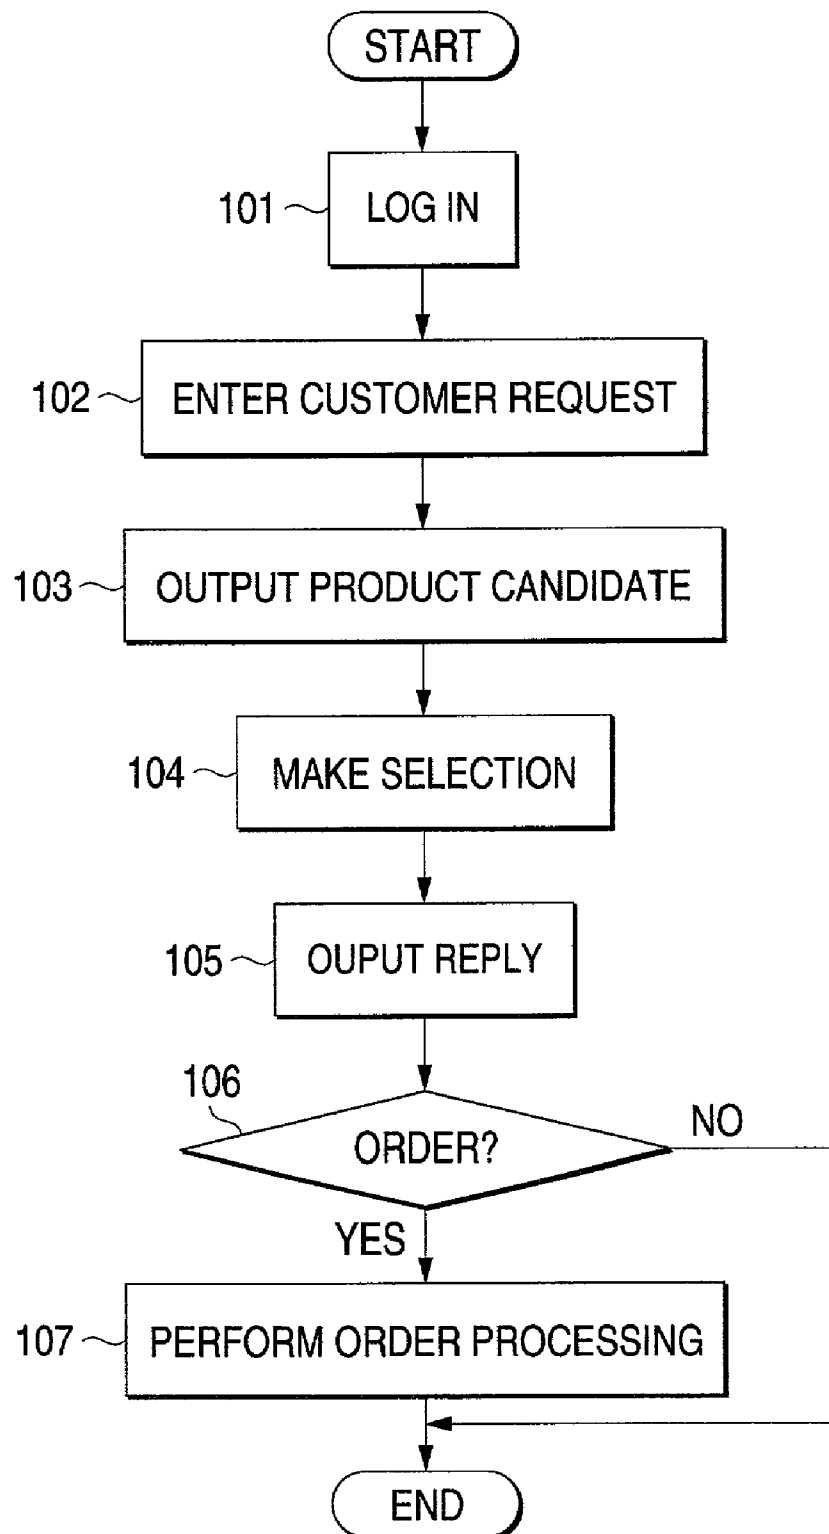 START
101
LOG IN
102
ENTER CUSTOMER REQUEST
103
OUTPUT PRODUCT CANDIDATE
104
MAKE SELECTION
105
OUPUT REPLY
106
ORDER?
NO
YES
107
PERFORM ORDER PROCESSING
END